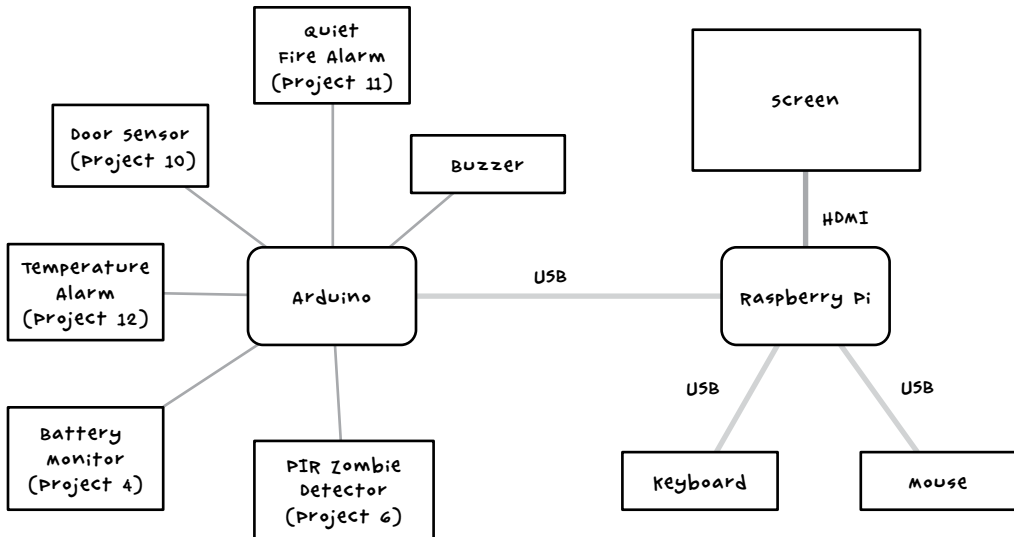 Quiet
Fire Alarm
(Project 11)
Screen
Door Sensor
(Project 10)
Buzzer
HDMI
Temperature
Alarm
(Project 12)
Arduino
USB
Raspberry Pi
USB
USB
Battery
Monitor
(Project 4)
PIR Zombie
Detector
(Project 6)
Keyboard
Mouse